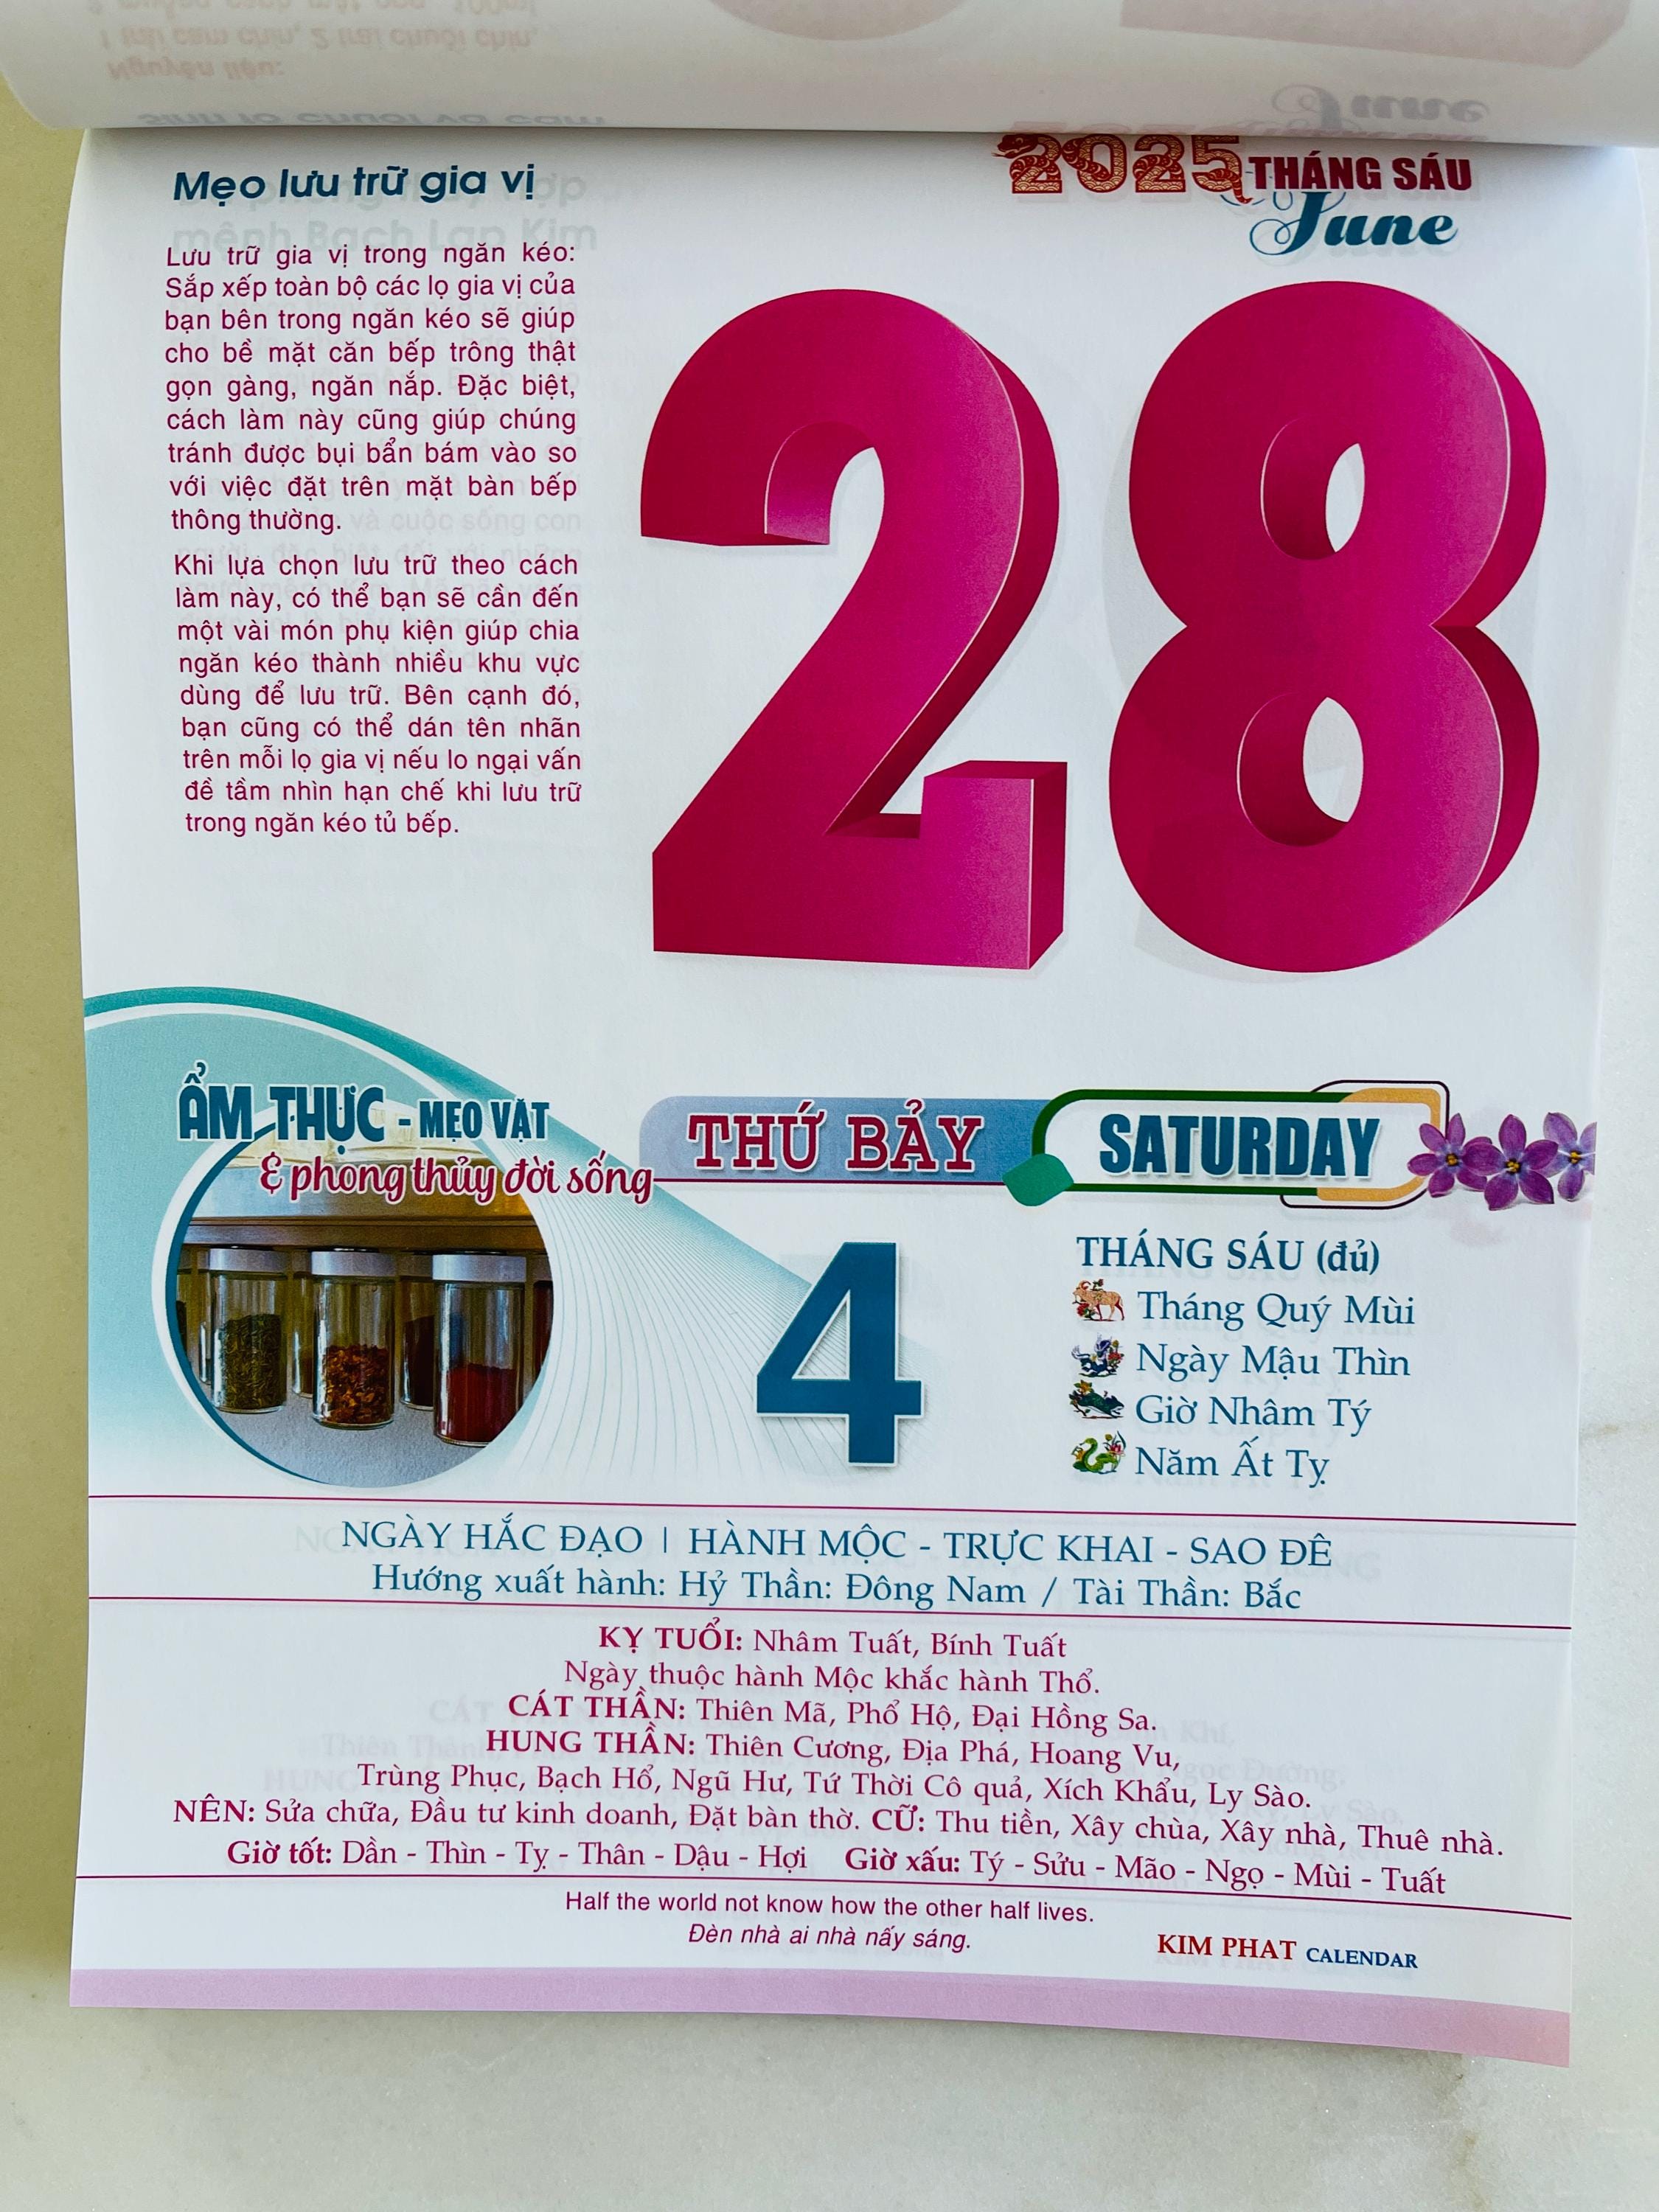 Nguyên liệu:
1 trái cam chín, 2 trái chuối chín,
June
Mẹo lưu trữ gia vị
2025 THÁNG SÁU
June
Lưu trữ gia vị trong ngăn kéo:
Sắp xếp toàn bộ các lọ gia vị của
bạn bên trong ngăn kéo sẽ giúp
cho bề mặt căn bếp trông thật
gọn gàng, ngăn nắp. Đặc biệt,
cách làm này cũng giúp chúng
tránh được bụi bẩn bám vào so
với việc đặt trên mặt bàn bếp
thông thường.
Khi lựa chọn lưu trữ theo cách
làm này, có thể bạn sẽ cần đến
một vài món phụ kiện giúp chia
ngăn kéo thành nhiều khu vực
dùng để lưu trữ. Bên cạnh đó,
bạn cũng có thể dán tên nhãn
trên mỗi lọ gia vị nếu lo ngại vấn
đề tầm nhìn hạn chế khi lưu trữ
trong ngăn kéo tủ bếp.
28
ẨM THỰC - MẸO VẶT
& phong thủy đời sống
THỨ BẢY
SATURDAY
4
THÁNG SÁU (đủ)
Tháng Quý Mùi
Ngày Mậu Thìn
Giờ Nhâm Tý
Năm Ất Tỵ
NGÀY HẮC ĐẠO | HÀNH MỘC - TRỰC KHAI - SAO ĐÊ
Hướng xuất hành: Hỷ Thần: Đông Nam / Tài Thần: Bắc
KỴ TUỔI: Nhâm Tuất, Bính Tuất
Ngày thuộc hành Mộc khắc hành Thổ.
CÁT THẦN: Thiên Mã, Phổ Hộ, Đại Hồng Sa.
HUNG THẦN: Thiên Cương, Địa Phá, Hoang Vu,
Trùng Phục, Bạch Hổ, Ngũ Hư, Tứ Thời Cô quả, Xích Khẩu, Ly Sào.
NÊN: Sửa chữa, Đầu tư kinh doanh, Đặt bàn thờ. CỮ: Thu tiền, Xây chùa, Xây nhà, Thuê nhà.
Giờ tốt: Dần - Thìn - Tỵ - Thân - Dậu - Hợi Giờ xấu: Tý - Sửu - Mão - Ngọ - Mùi - Tuất
Half the world not know how the other half lives.
Đèn nhà ai nhà nấy sáng.
KIM PHAT CALENDAR